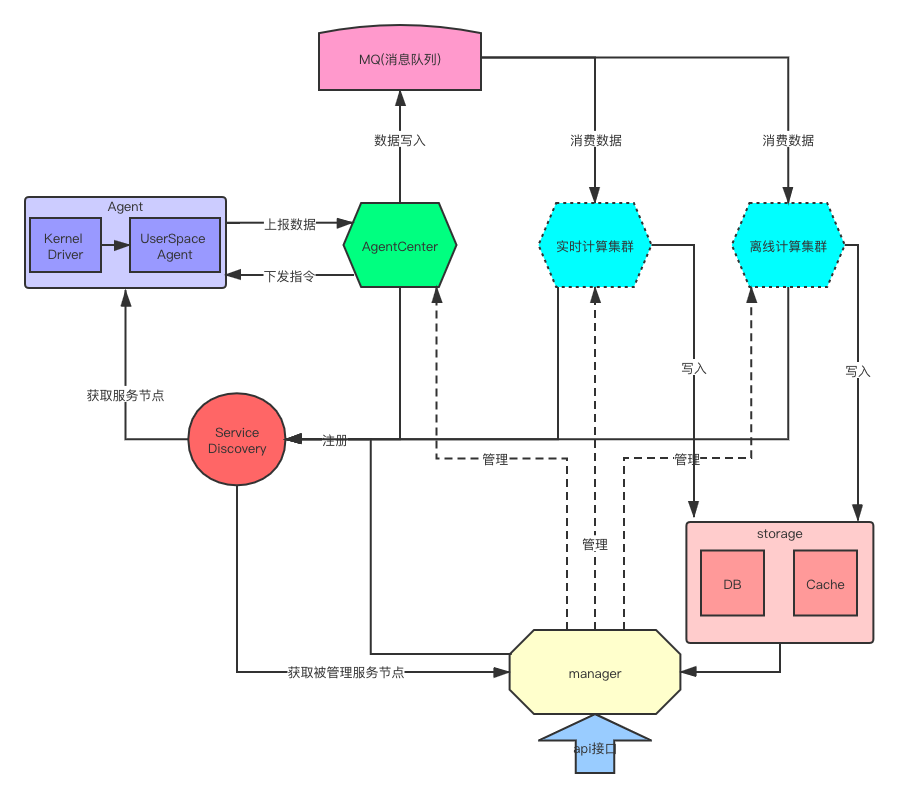 MQ(消息队列)
数据写入
消费数据
消费数据
Agent
Kernel
Driver
UserSpace
Agent
上报数据
下发指令
AgentCenter
实时计算集群
离线计算集群
写入
写入
获取服务节点
Service
Discovery
注册
管理
管理
管理
storage
DB
Cache
获取被管理服务节点
manager
api接口